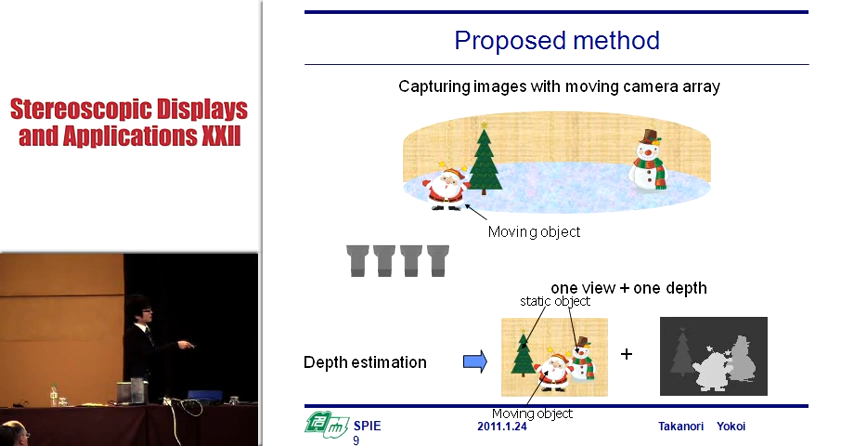 Stereoscopic Displays
and Applications XXII
Proposed method
Capturing images with moving camera array
Moving object
one view + one depth
static object
Depth estimation
+
Moving object
SPIE
9
2011.1.24
Takanori Yokoi